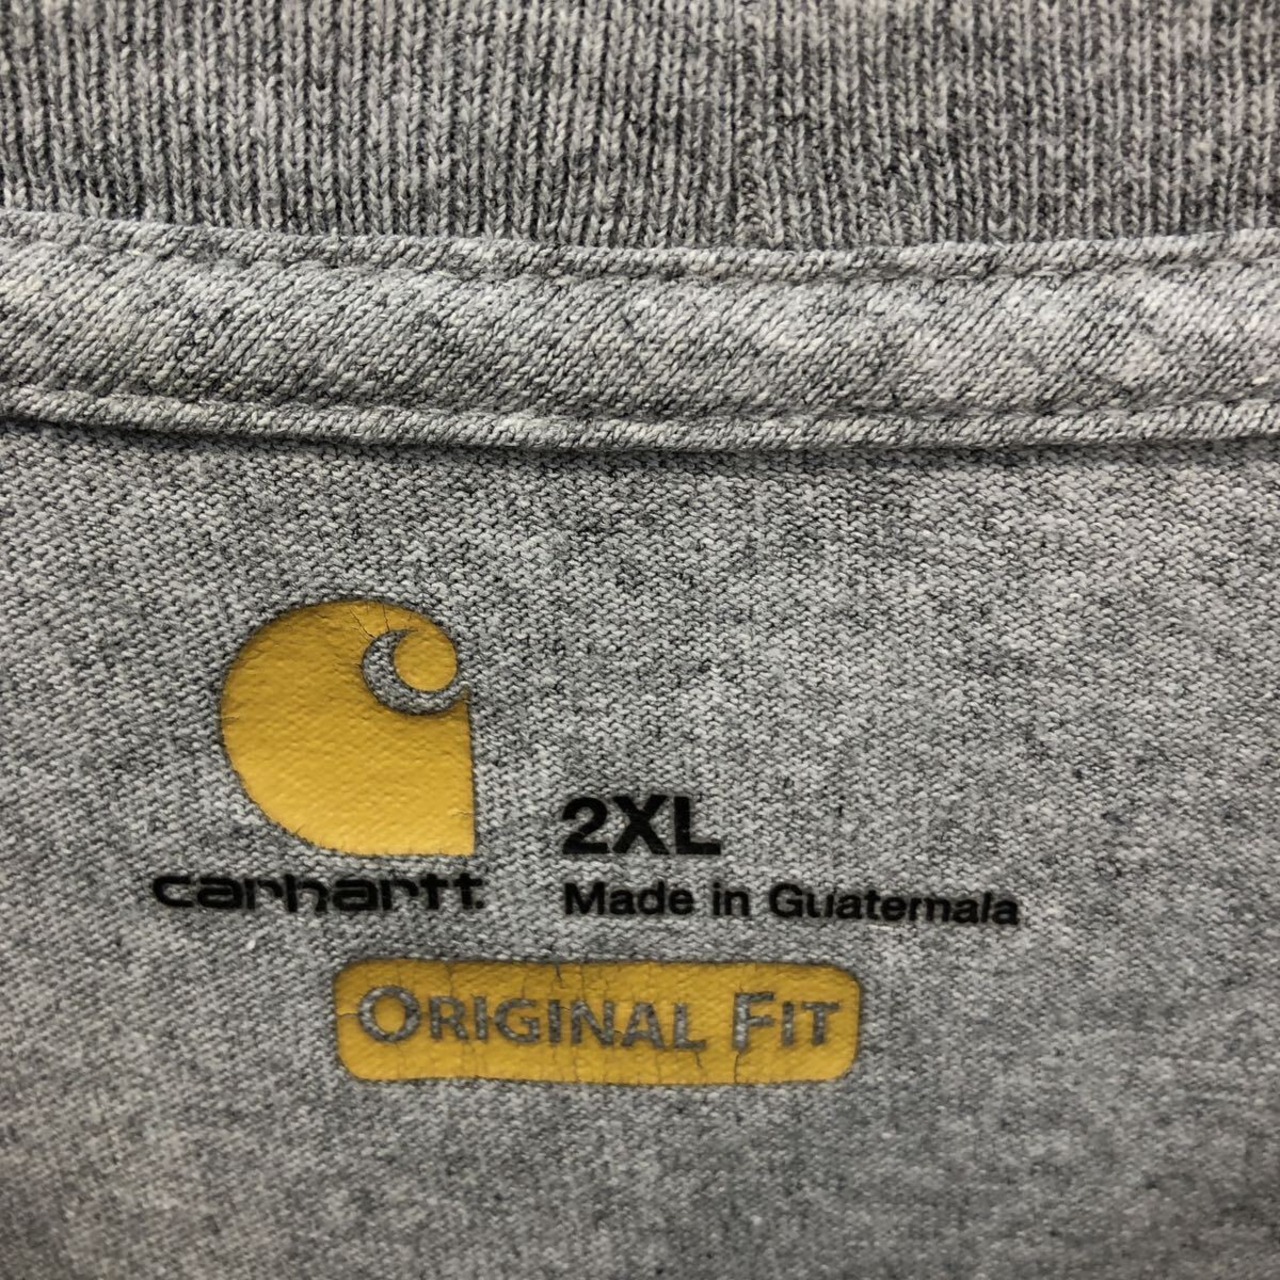 2XL
carhartt
Made in Guatemala
ORIGINAL FIT